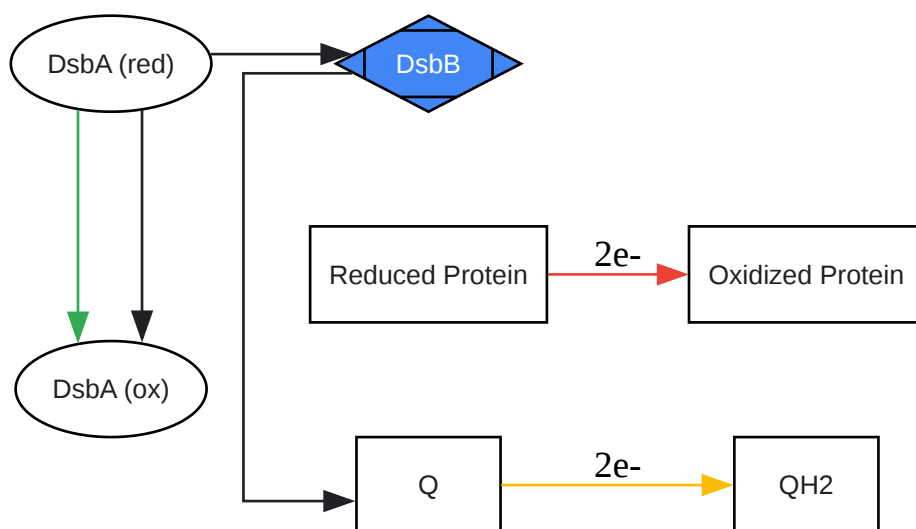 DsbA (red)
DsbB
2e-
Reduced Protein
Oxidized Protein
DsbA (ox)
2e-
Q
QH2